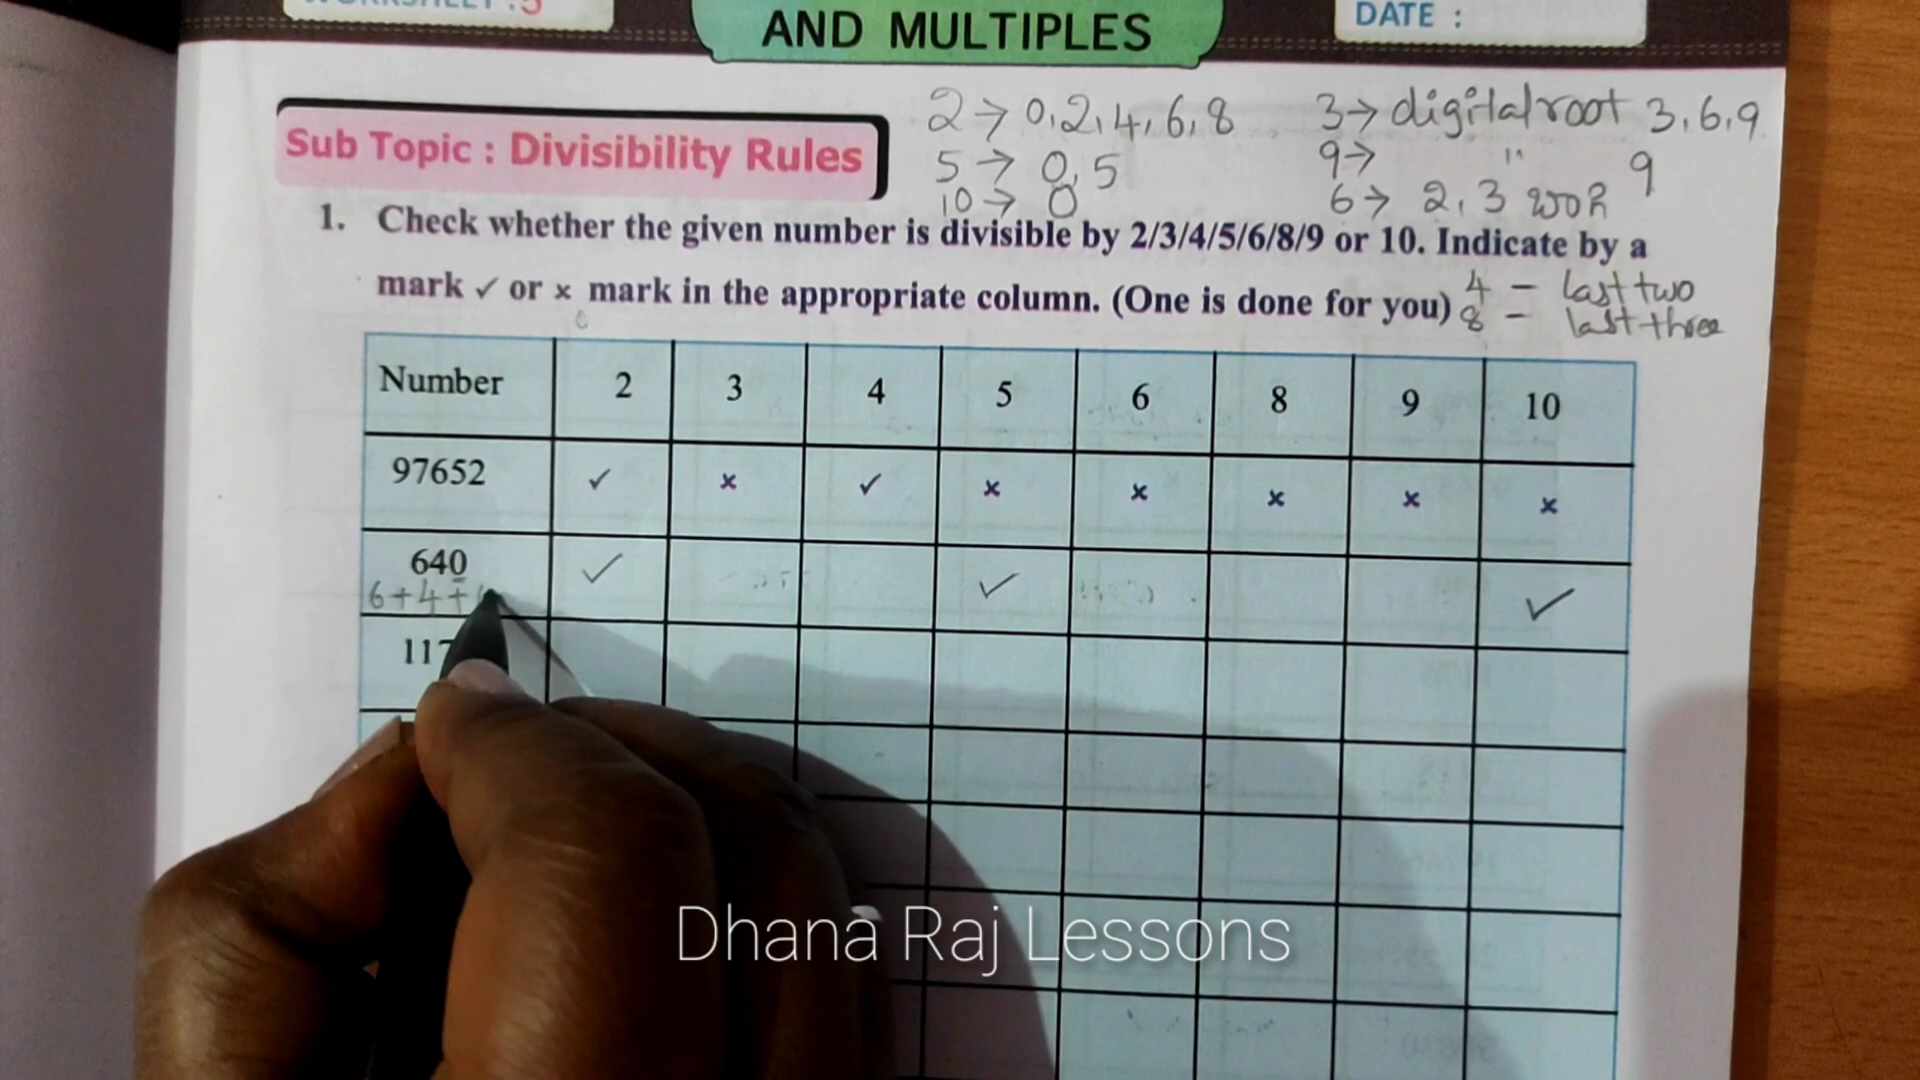 AND MULTIPLES
DATE :
Sub Topic : Divisibility Rules
2 → 0,2,4,6,8
5 → 0,5
10 → 0
3 → digital root 3,6,9
9 → " 9
6 → 2,3
1. Check whether the given number is divisible by 2/3/4/5/6/8/9 or 10. Indicate by a
mark ✓ or × mark in the appropriate column. (One is done for you)
4 - last two
8 - last three
Number 2 3 4 5 6 8 9 10
97652 ✓ × ✓ × × × × ×
640 ✓ ✓ ✓
6+4+
Dhana Raj Lessons